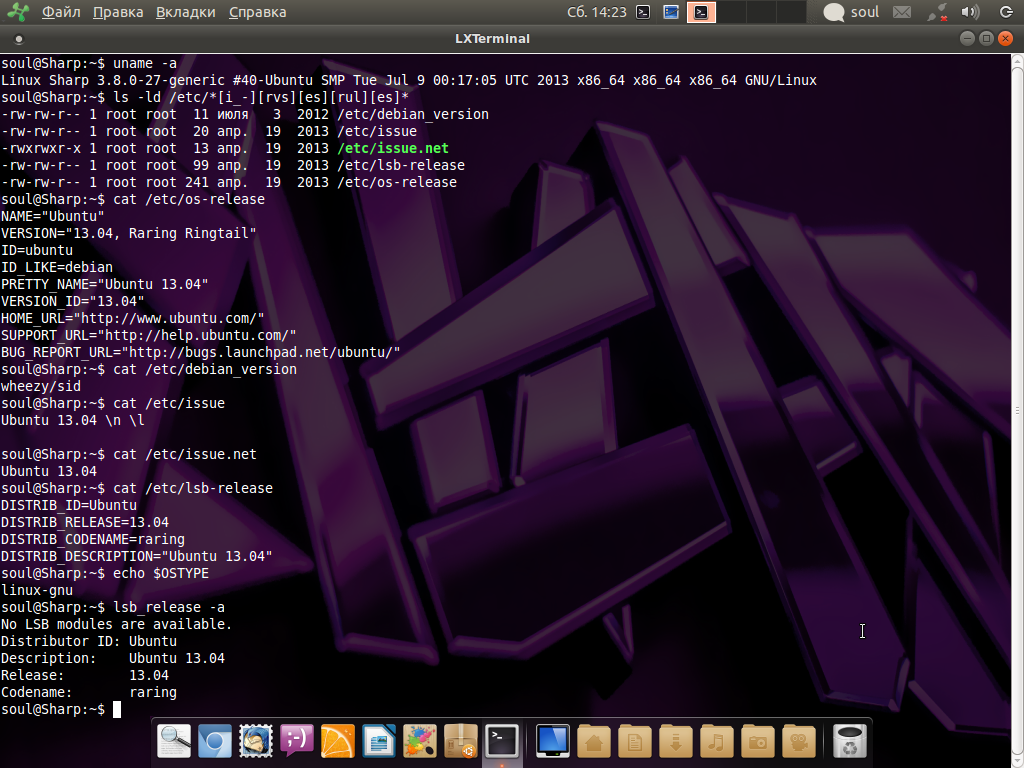 Файл Правка Вкладки Справка Сб. 14:23 soul
LXTerminal
soul@Sharp:~$ uname -a
Linux Sharp 3.8.0-27-generic #40-Ubuntu SMP Tue Jul 9 00:17:05 UTC 2013 x86_64 x86_64 x86_64 GNU/Linux
soul@Sharp:~$ ls -ld /etc/*[i_-][rvs][es][rul][es]*
-rw-rw-r-- 1 root root  11 июля   3  2012 /etc/debian_version
-rw-rw-r-- 1 root root  20 апр.  19  2013 /etc/issue
-rwxrwxr-x 1 root root  13 апр.  19  2013 /etc/issue.net
-rw-rw-r-- 1 root root  99 апр.  19  2013 /etc/lsb-release
-rw-rw-r-- 1 root root 241 апр.  19  2013 /etc/os-release
soul@Sharp:~$ cat /etc/os-release
NAME="Ubuntu"
VERSION="13.04, Raring Ringtail"
ID=ubuntu
ID_LIKE=debian
PRETTY_NAME="Ubuntu 13.04"
VERSION_ID="13.04"
HOME_URL="http://www.ubuntu.com/"
SUPPORT_URL="http://help.ubuntu.com/"
BUG_REPORT_URL="http://bugs.launchpad.net/ubuntu/"
soul@Sharp:~$ cat /etc/debian_version
wheezy/sid
soul@Sharp:~$ cat /etc/issue
Ubuntu 13.04 \n \l
soul@Sharp:~$ cat /etc/issue.net
Ubuntu 13.04
soul@Sharp:~$ cat /etc/lsb-release
DISTRIB_ID=Ubuntu
DISTRIB_RELEASE=13.04
DISTRIB_CODENAME=raring
DISTRIB_DESCRIPTION="Ubuntu 13.04"
soul@Sharp:~$ echo $OSTYPE
linux-gnu
soul@Sharp:~$ lsb_release -a
No LSB modules are available.
Distributor ID: Ubuntu
Description:    Ubuntu 13.04
Release:        13.04
Codename:       raring
soul@Sharp:~$